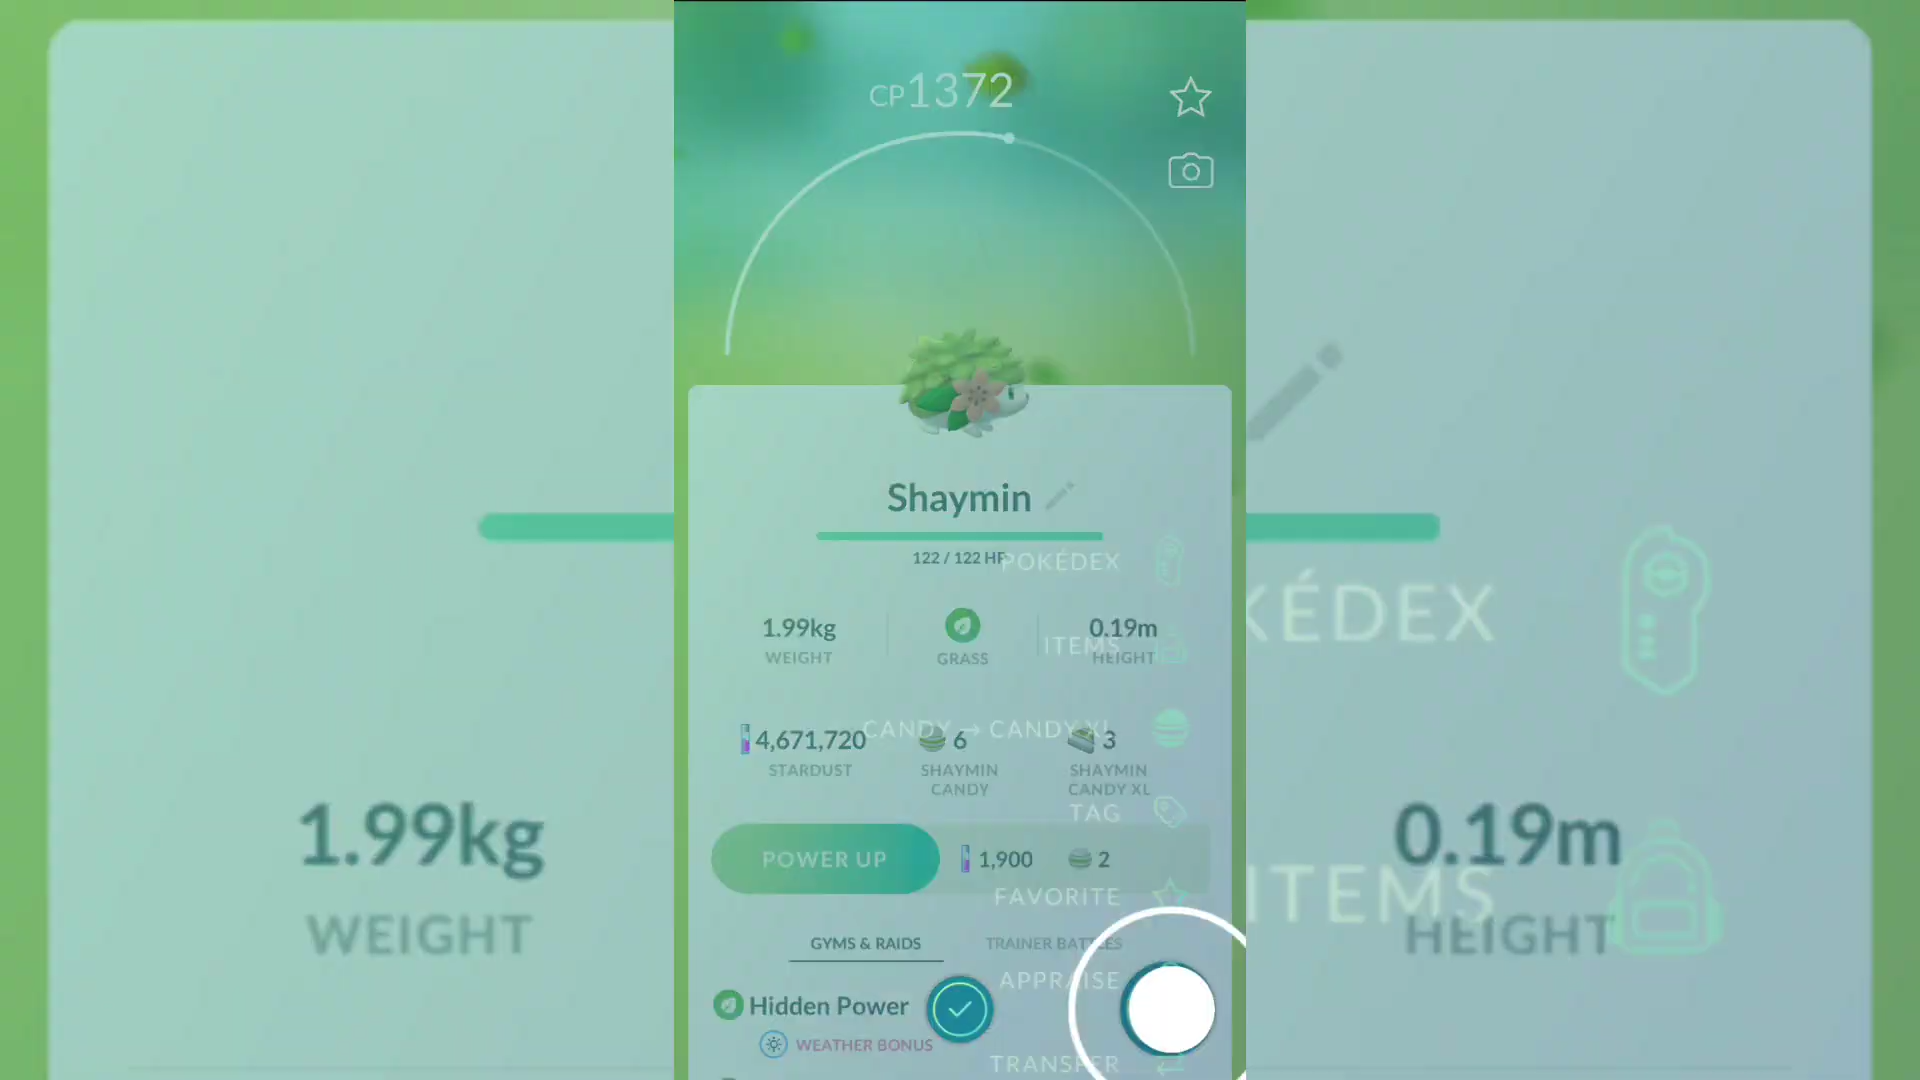 CP1372
Shaymin
122 / 122 HP
POKÉDEX
1.99kg
WEIGHT
GRASS
0.19m
HEIGHT
ITEMS
CANDY → CANDY XL
4,671,720
STARDUST
6
SHAYMIN
CANDY
3
SHAYMIN
CANDY XL
TAG
POWER UP
1,900
2
FAVORITE
GYMS & RAIDS
TRAINER BATTLES
APPRAISE
Hidden Power
WEATHER BONUS
TRANSFER
1.99kg
WEIGHT
KÉDEX
0.19m
ITEMS
HEIGHT